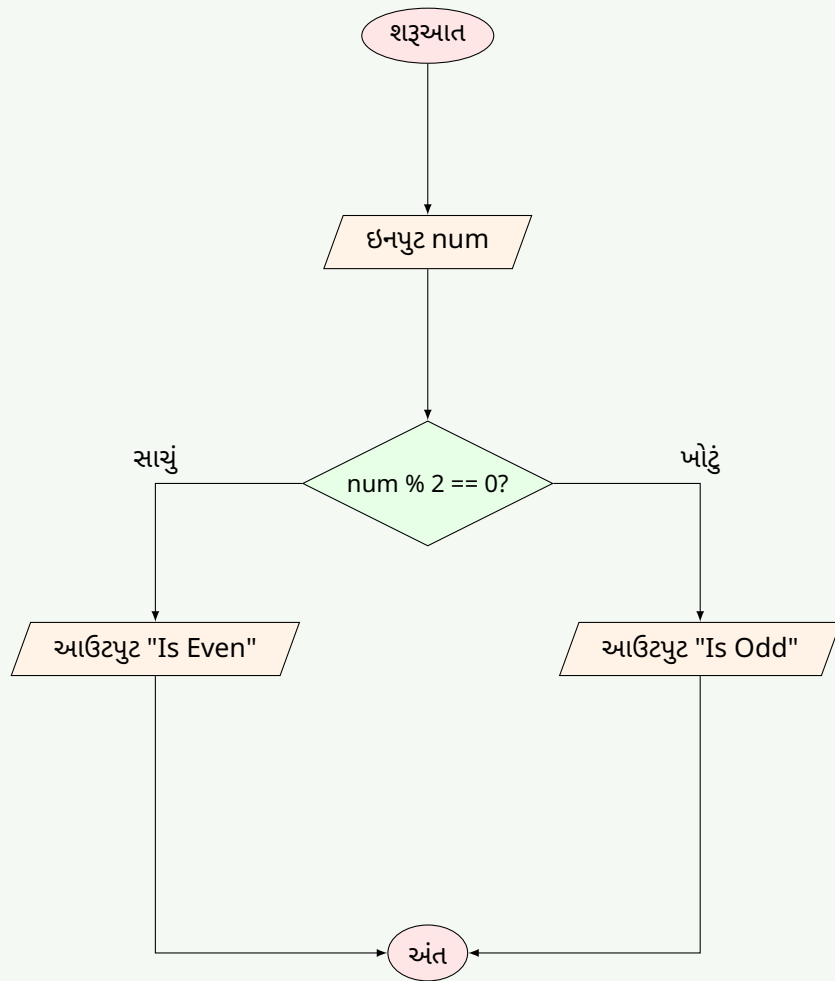 શરૂઆત
ઇનપુટ num
સાચું
ખોટું
num % 2 == 0?
આઉટપુટ "Is Even"
આઉટપુટ "Is Odd"
અંત